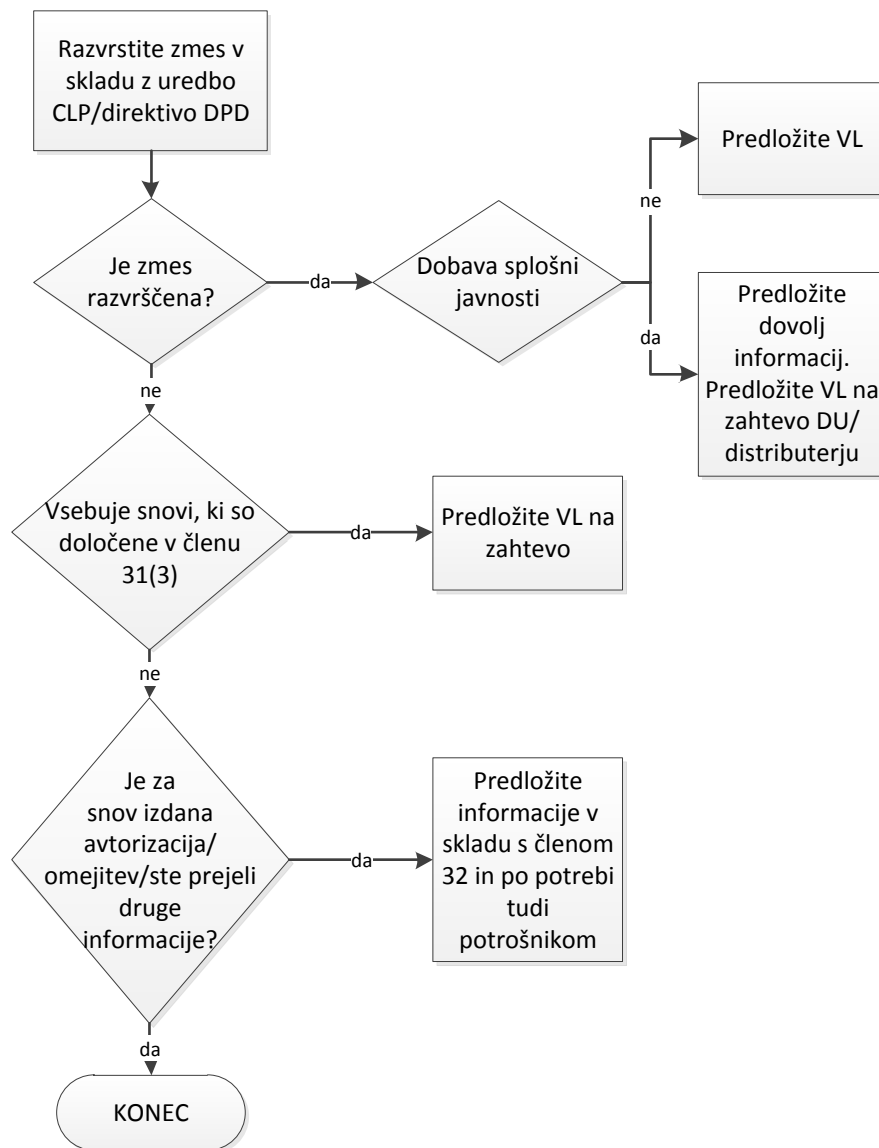 Razvrstite zmes v
skladu z uredbo
CLP/direktivo DPD
Predložite VL
ne
Je zmes
razvrščena?
da
Dobava splošni
javnosti
da
Predložite
dovolj
informacij.
Predložite VL na
zahtevo DU/
distributerju
ne
Vsebuje snovi, ki so
določene v členu
31(3)
da
Predložite VL na
zahtevo
ne
Je za
snov izdana
avtorizacija/
omejitev/ste prejeli
druge
informacije?
da
Predložite
informacije v
skladu s členom
32 in po potrebi
tudi
potrošnikom
da
KONEC